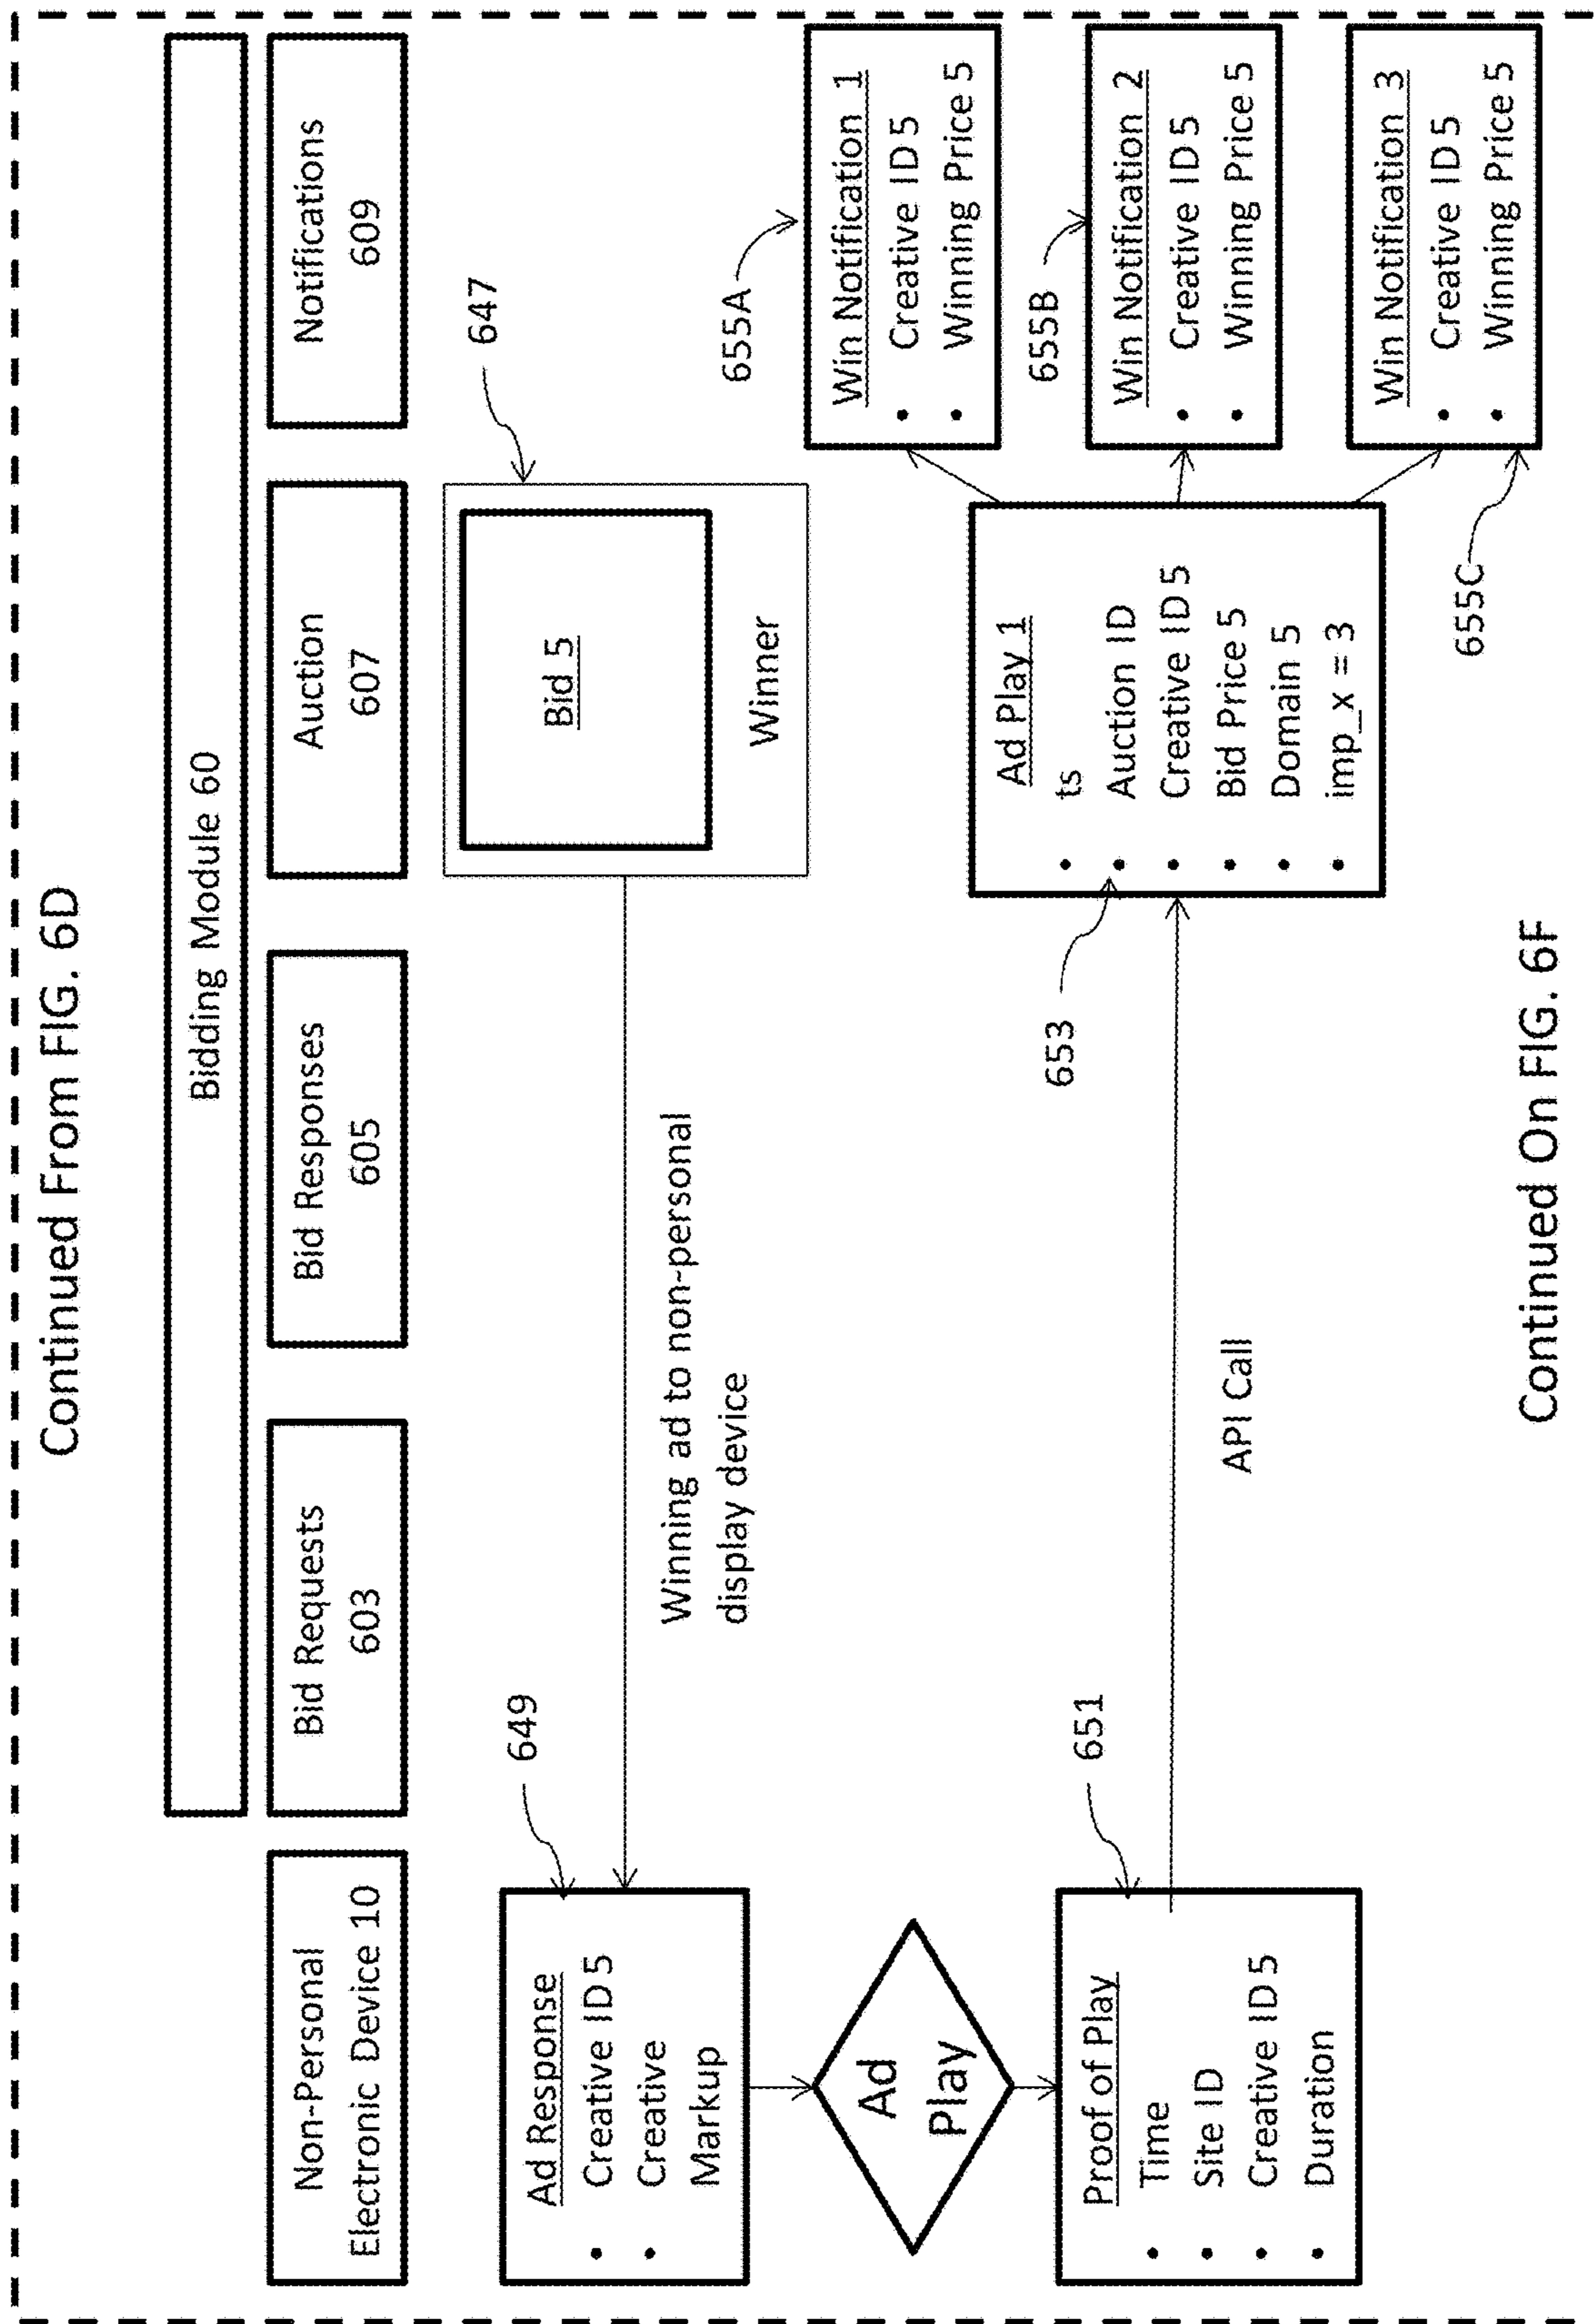 Continued From FIG. 6D
Bidding Module 60
Non-Personal
Electronic Device 10
Bid Requests
603
Bid Responses
605
Auction
607
Notifications
609
647
Bid 5
Winner
649
Ad Response
• Creative ID 5
• Creative
Markup
Winning ad to non-personal
display device
Ad
Play
651
Proof of Play
• Time
• Site ID
• Creative ID 5
• Duration
API Call
653
Ad Play 1
• ts
• Auction ID
• Creative ID 5
• Bid Price 5
• Domain 5
• imp_x = 3
655A
Win Notification 1
• Creative ID 5
• Winning Price 5
655B
Win Notification 2
• Creative ID 5
• Winning Price 5
655C
Win Notification 3
• Creative ID 5
• Winning Price 5
Continued On FIG. 6F